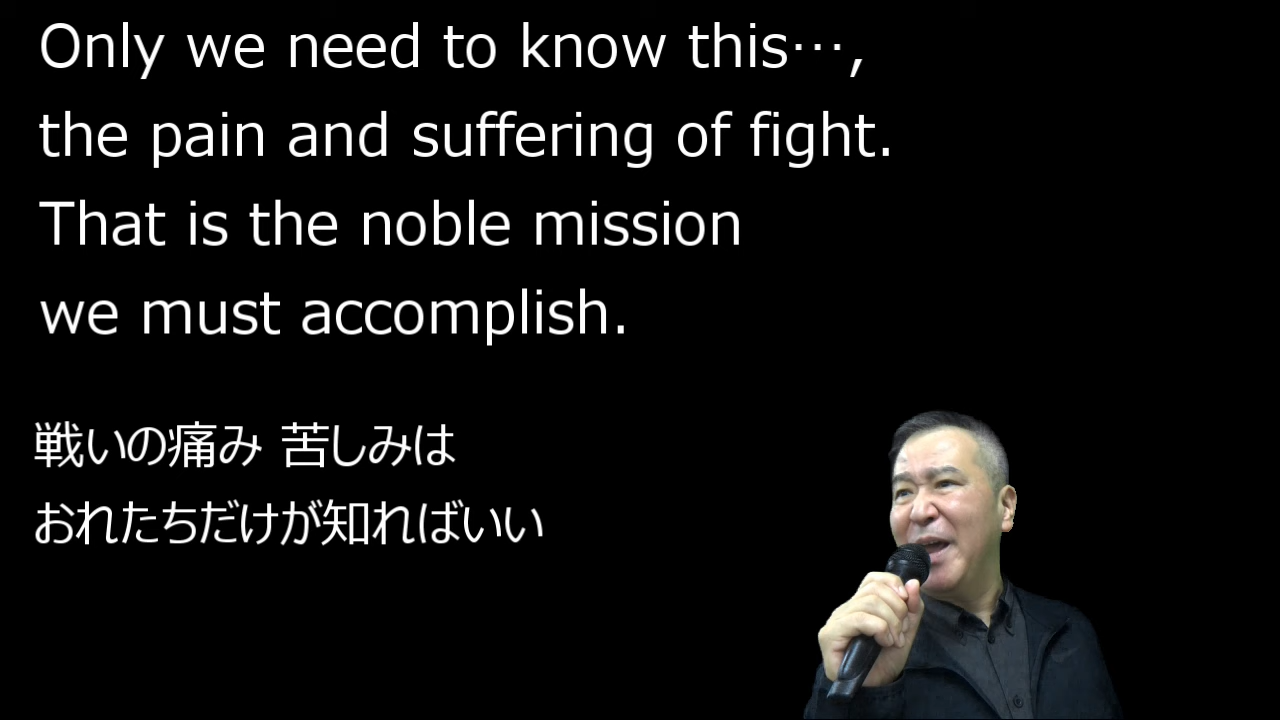 Only we need to know this…,
the pain and suffering of fight.
That is the noble mission
we must accomplish.
戦いの痛み 苦しみは
おれたちだけが知ればいい